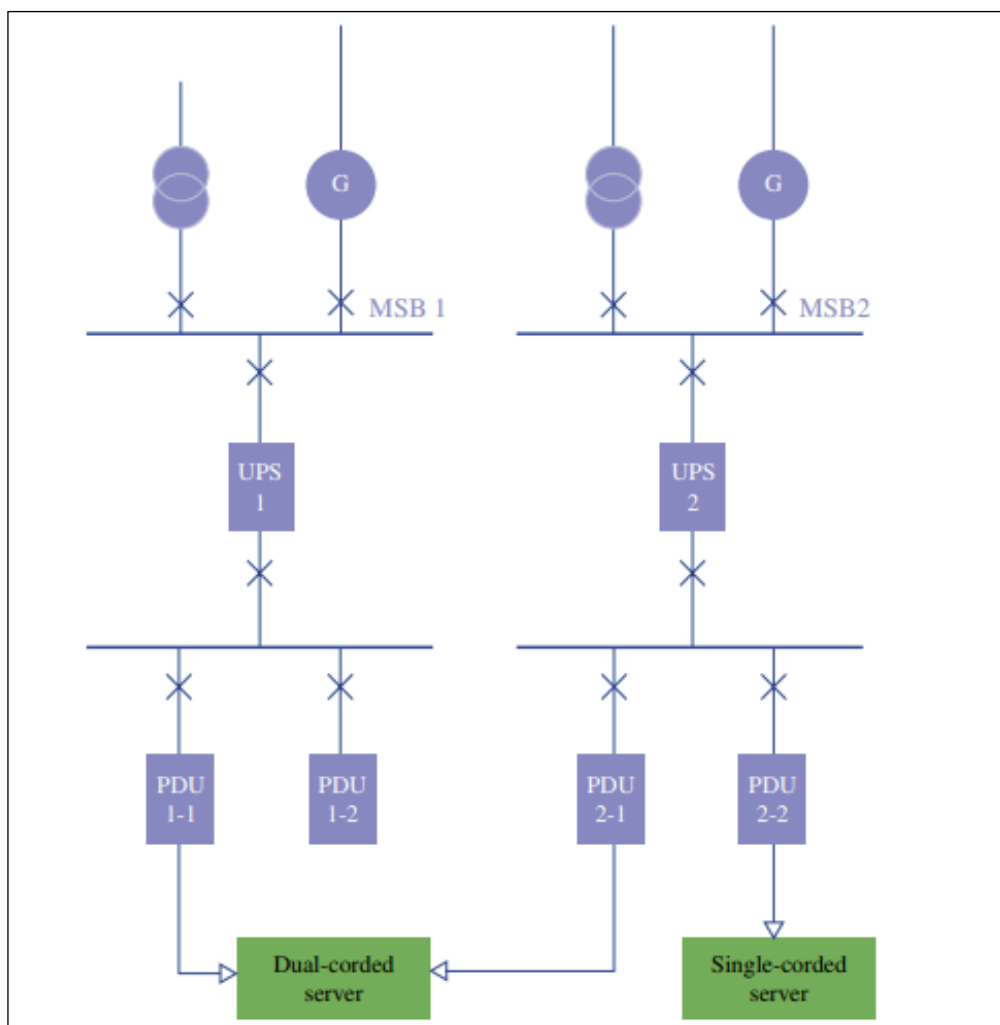 G
G
MSB 1
MSB2
UPS
1
UPS
2
PDU
1-1
PDU
1-2
PDU
2-1
PDU
2-2
Dual-corded
server
Single-corded
server